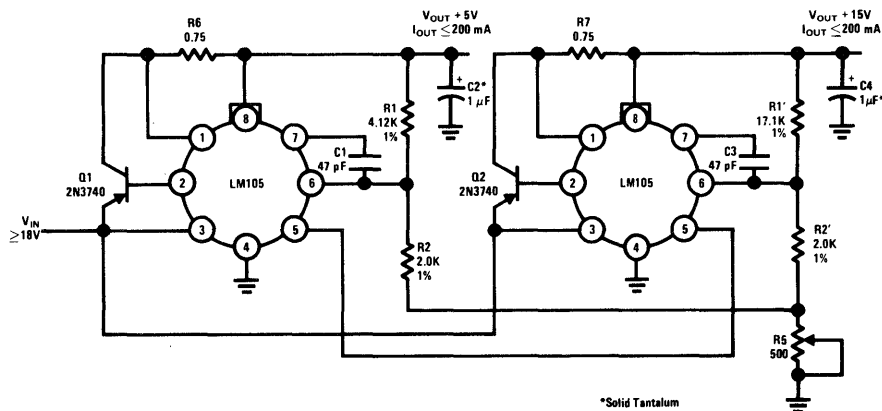 R6
0.75
VOUT +5V
IOUT ≤200 mA
R7
0.75
VOUT +15V
IOUT ≤200 mA
+
C2*
1 μF
+
C4
1μF*
R1
4.12K
1%
R1'
17.1K
1%
8
1
7
C1
47 pF
Q1
2N3740
2
LM105
6
3
5
4
8
1
7
C3
47 pF
Q2
2N3740
2
LM105
6
3
5
4
VIN
≥18V
R2
2.0K
1%
R2'
2.0K
1%
R5
500
*Solid Tantalum